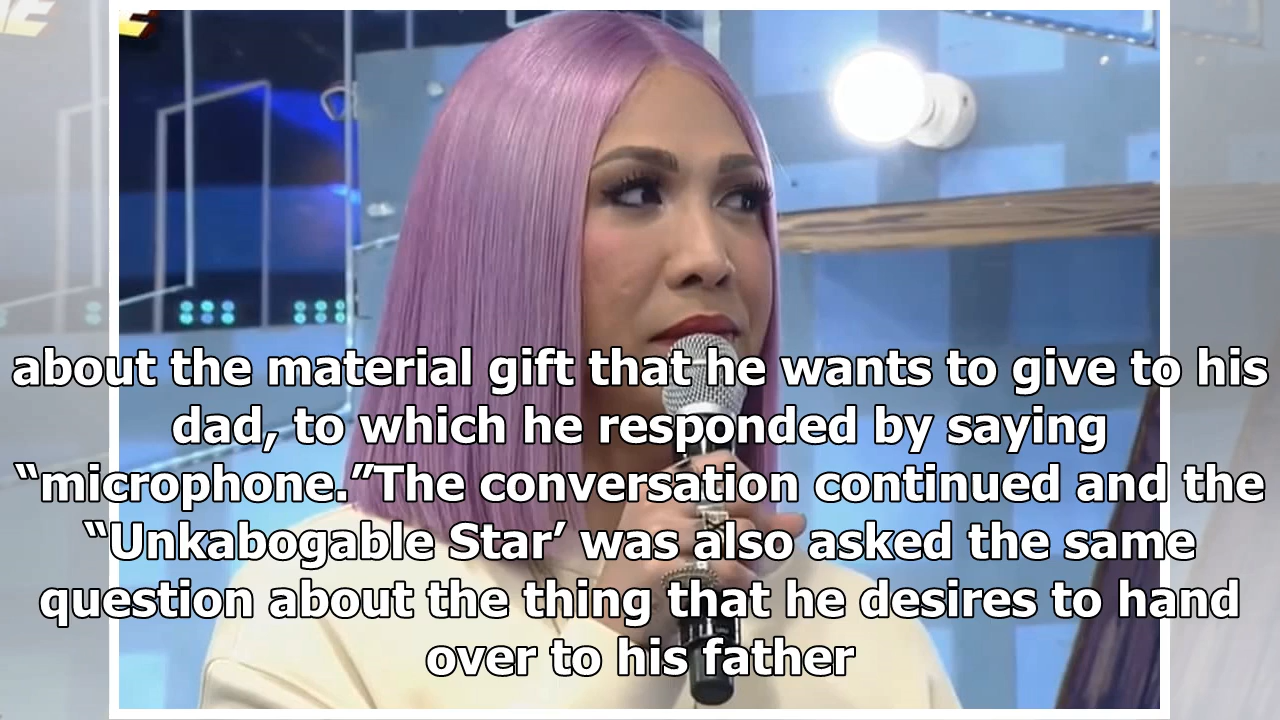 about the material gift that he wants to give to his
dad, to which he responded by saying
“microphone.”The conversation continued and the
“Unkabogable Star’ was also asked the same
question about the thing that he desires to hand
over to his father